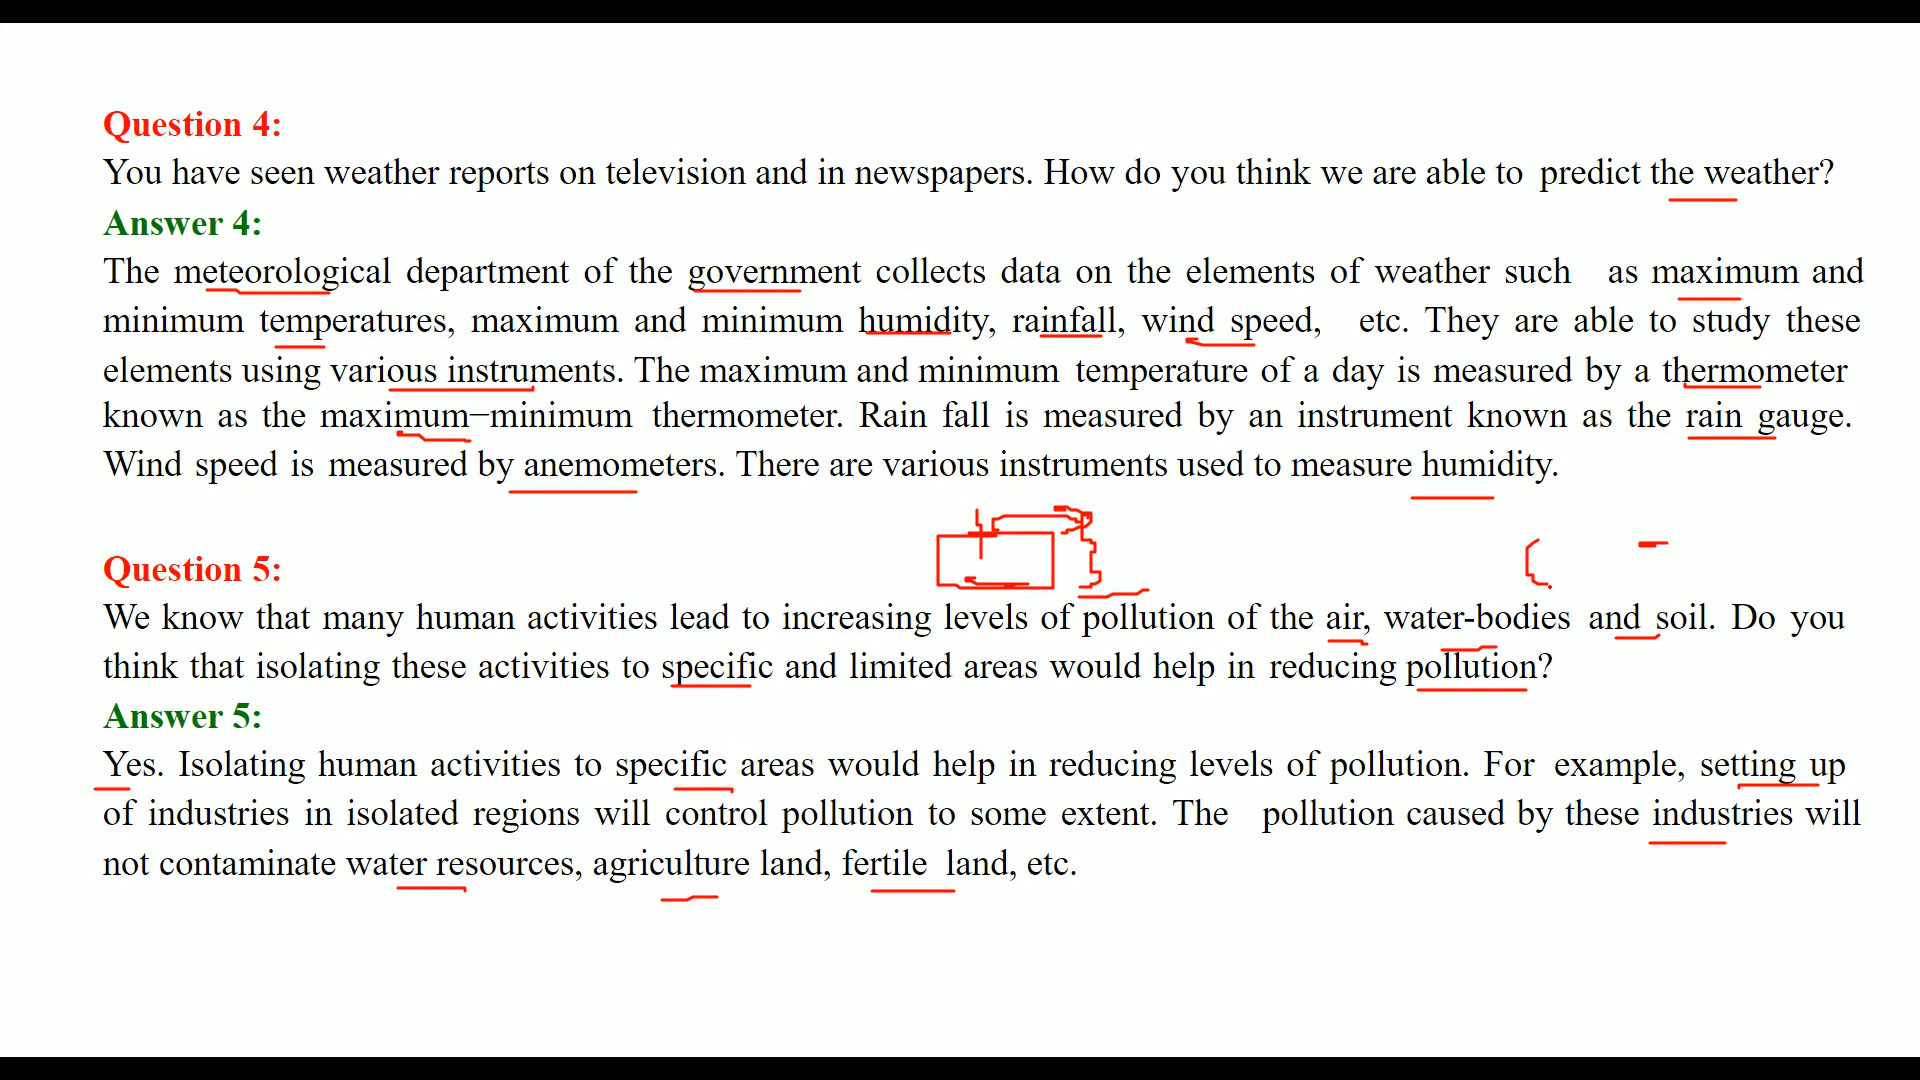 Question 4:
You have seen weather reports on television and in newspapers. How do you think we are able to predict the weather?
Answer 4:
The meteorological department of the government collects data on the elements of weather such as maximum and
minimum temperatures, maximum and minimum humidity, rainfall, wind speed, etc. They are able to study these
elements using various instruments. The maximum and minimum temperature of a day is measured by a thermometer
known as the maximum−minimum thermometer. Rain fall is measured by an instrument known as the rain gauge.
Wind speed is measured by anemometers. There are various instruments used to measure humidity.
Question 5:
We know that many human activities lead to increasing levels of pollution of the air, water-bodies and soil. Do you
think that isolating these activities to specific and limited areas would help in reducing pollution?
Answer 5:
Yes. Isolating human activities to specific areas would help in reducing levels of pollution. For example, setting up
of industries in isolated regions will control pollution to some extent. The pollution caused by these industries will
not contaminate water resources, agriculture land, fertile land, etc.